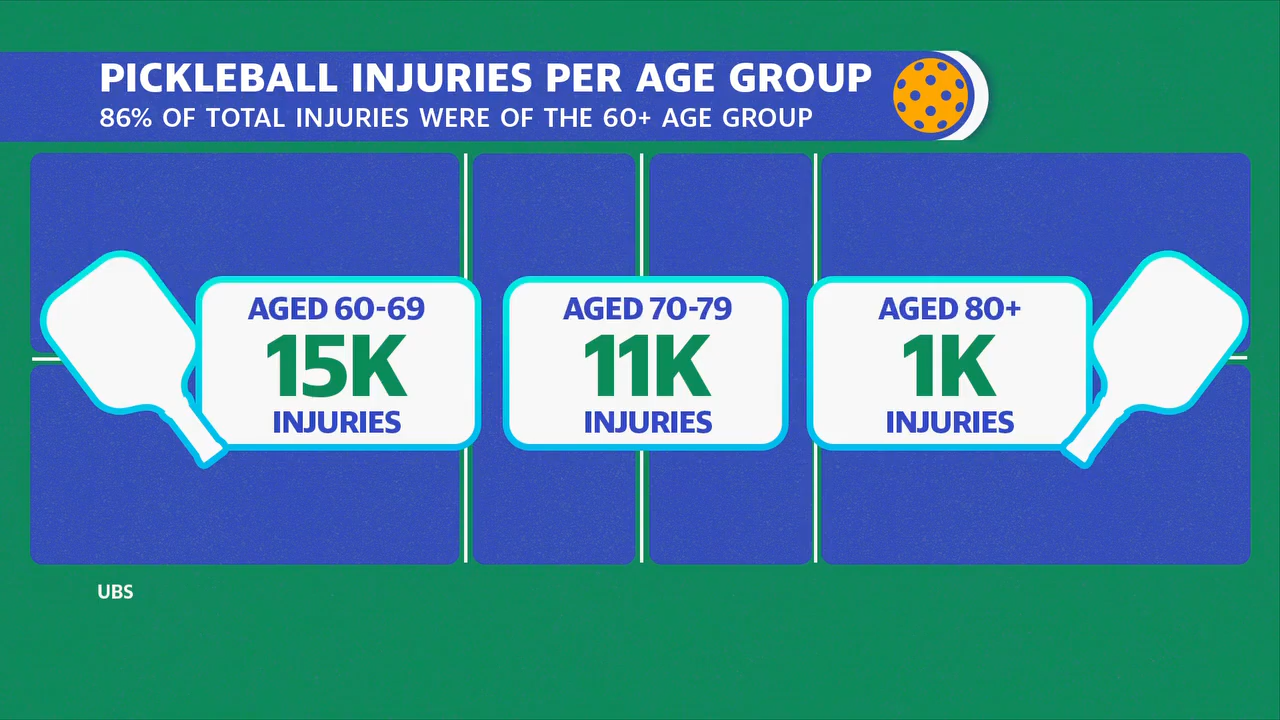 PICKLEBALL INJURIES PER AGE GROUP
86% OF TOTAL INJURIES WERE OF THE 60+ AGE GROUP
AGED 60-69
15K
INJURIES
AGED 70-79
11K
INJURIES
AGED 80+
1K
INJURIES
UBS